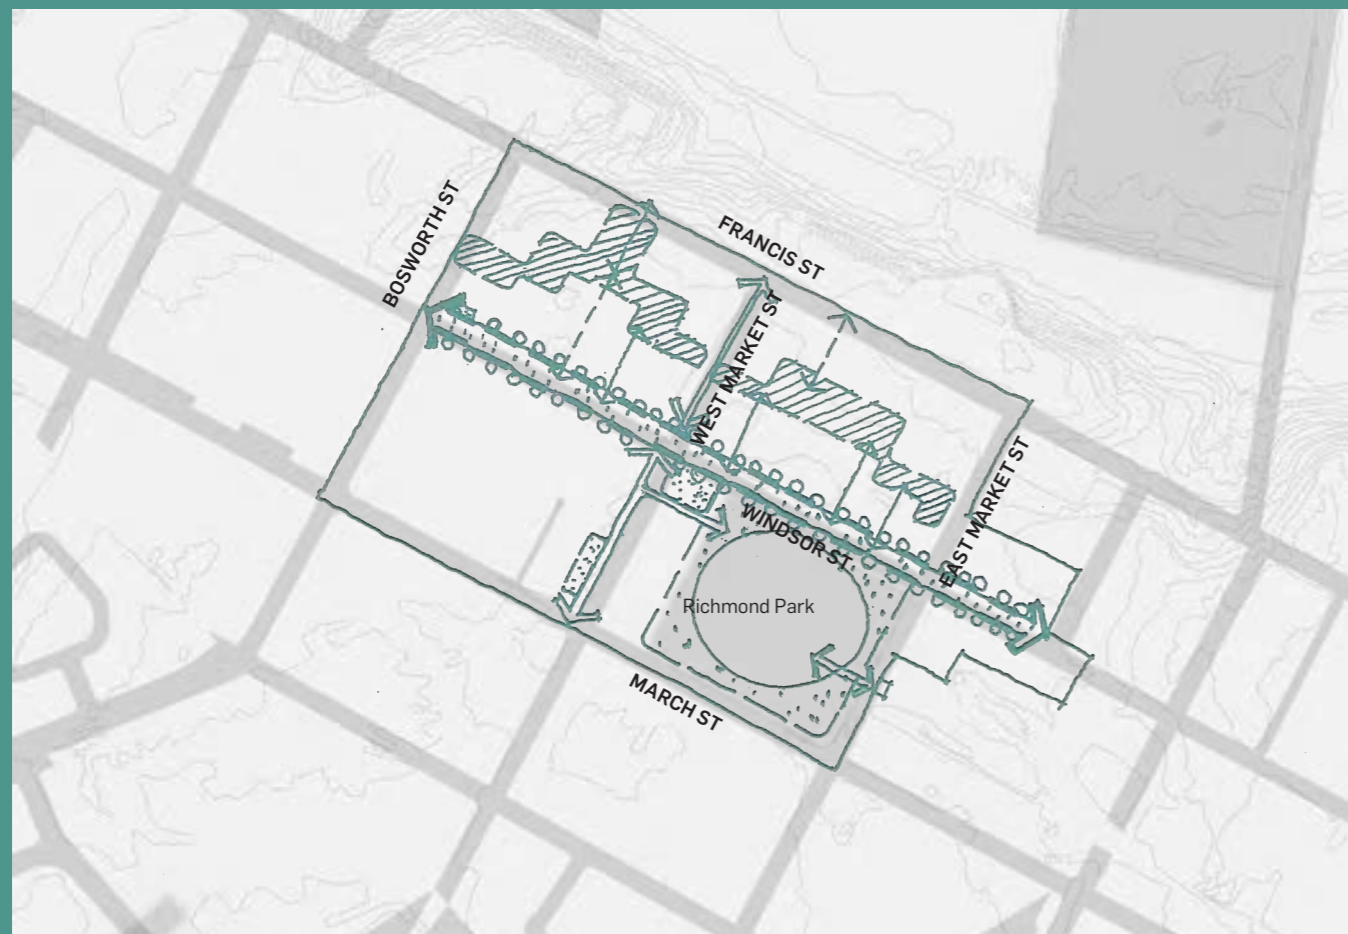 BOSWORTH ST
FRANCIS ST
WEST MARKET ST
EAST MARKET ST
WINDSOR ST
Richmond Park
MARCH ST